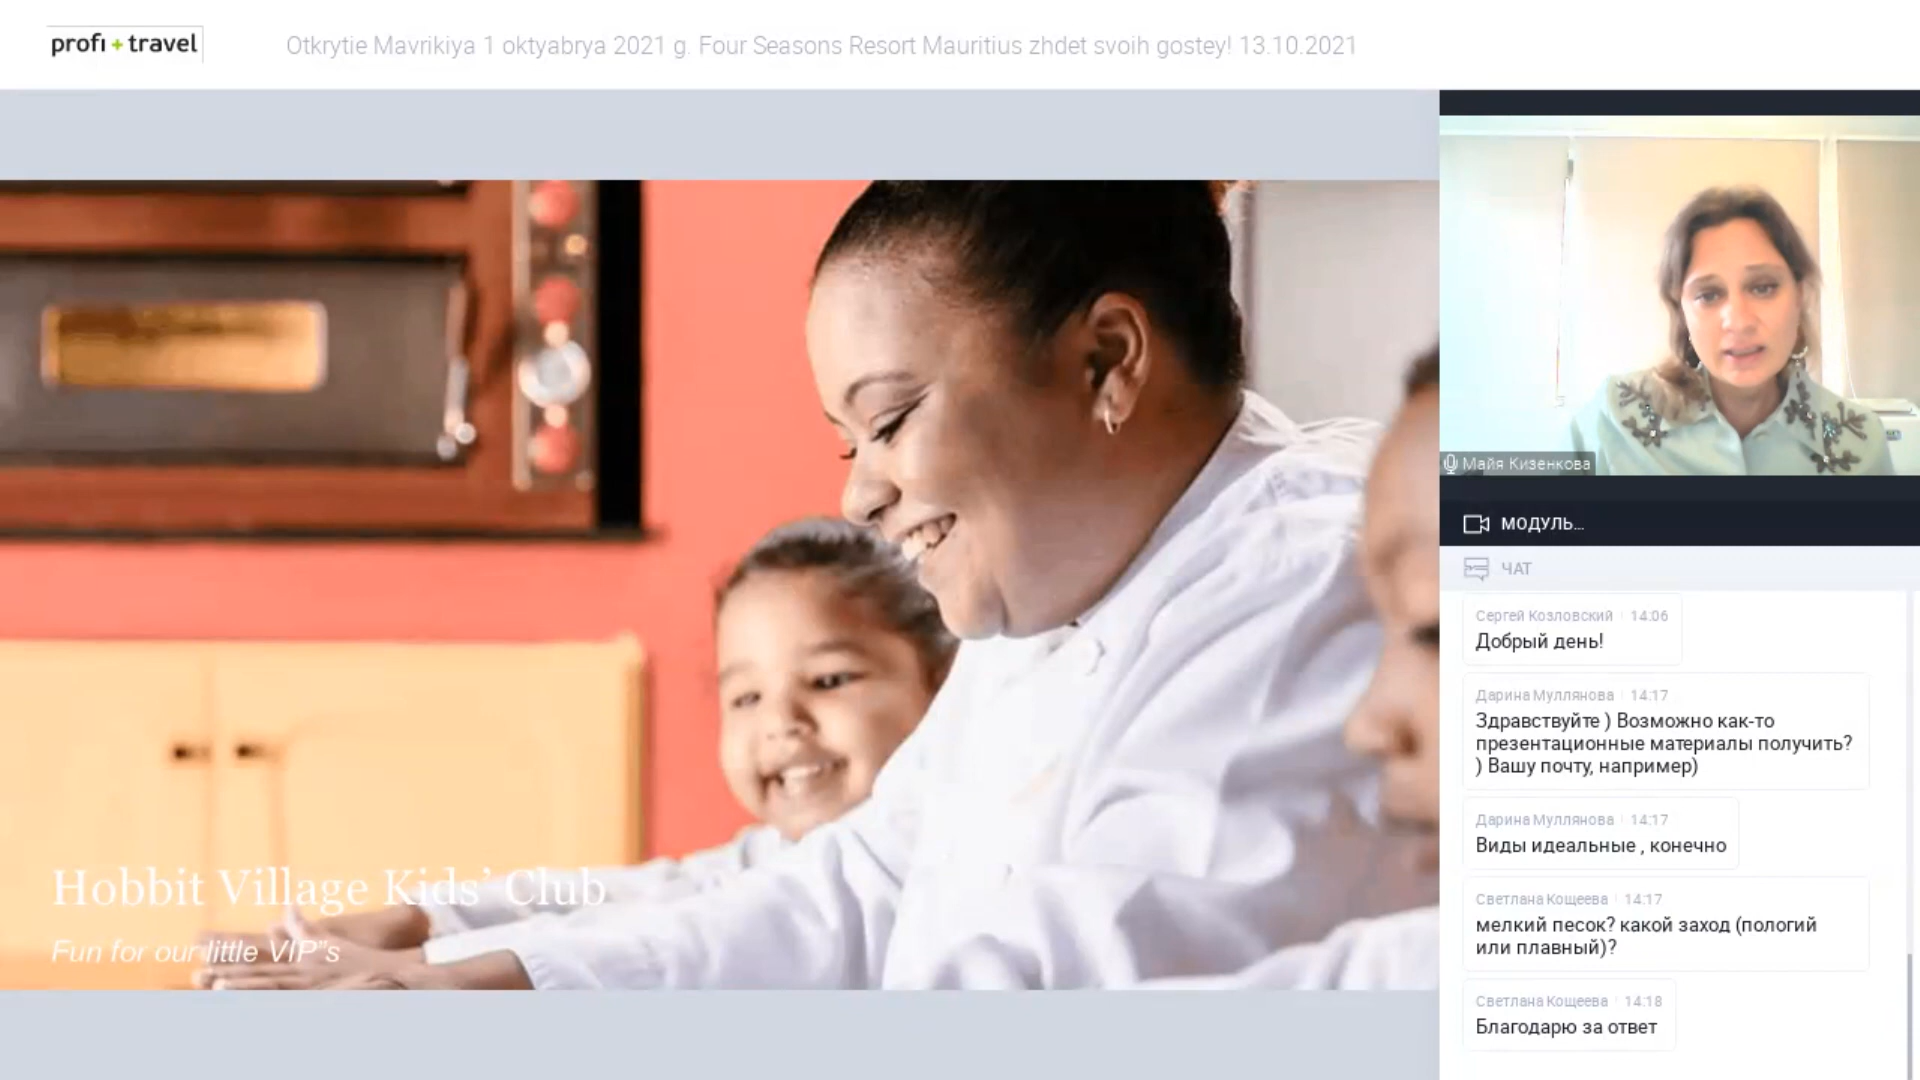 profi + travel
Otkrytie Mavrikiya 1 oktyabrya 2021 g. Four Seasons Resort Mauritius zhdet svoih gostey! 13.10.2021
Hobbit Village Kids’ Club
Fun for our little VIP"s
Майя Кизенкова
МОДУЛЬ...
ЧАТ
Сергей Козловский 14:06
Добрый день!
Дарина Муллянова 14:17
Здравствуйте ) Возможно как-то
презентационные материалы получить?
) Вашу почту, например)
Дарина Муллянова 14:17
Виды идеальные , конечно
Светлана Кощеева 14:17
мелкий песок? какой заход (пологий
или плавный)?
Светлана Кощеева 14:18
Благодарю за ответ